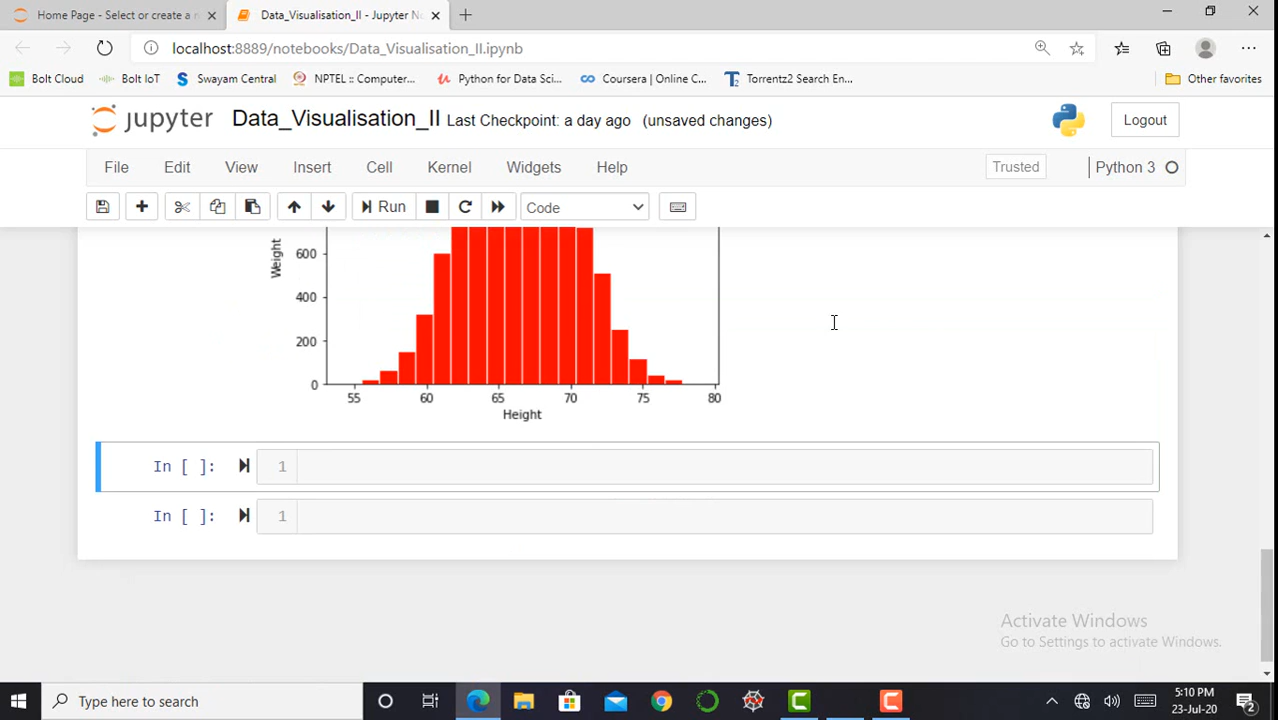 Home Page - Select or create a n
Data_Visualisation_II - Jupyter No
localhost:8889/notebooks/Data_Visualisation_II.ipynb
Bolt Cloud
Bolt IoT
Swayam Central
NPTEL :: Computer...
Python for Data Sci...
Coursera | Online C...
Torrentz2 Search En...
Other favorites
jupyter
Data_Visualisation_II Last Checkpoint: a day ago (unsaved changes)
Logout
File Edit View Insert Cell Kernel Widgets Help
Trusted
Python 3
Run
Code
Weight
600
400
200
0
55 60 65 70 75 80
Height
In [ ]: 1
In [ ]: 1
Activate Windows
Go to Settings to activate Windows.
Type here to search
5:10 PM
23-Jul-20
2